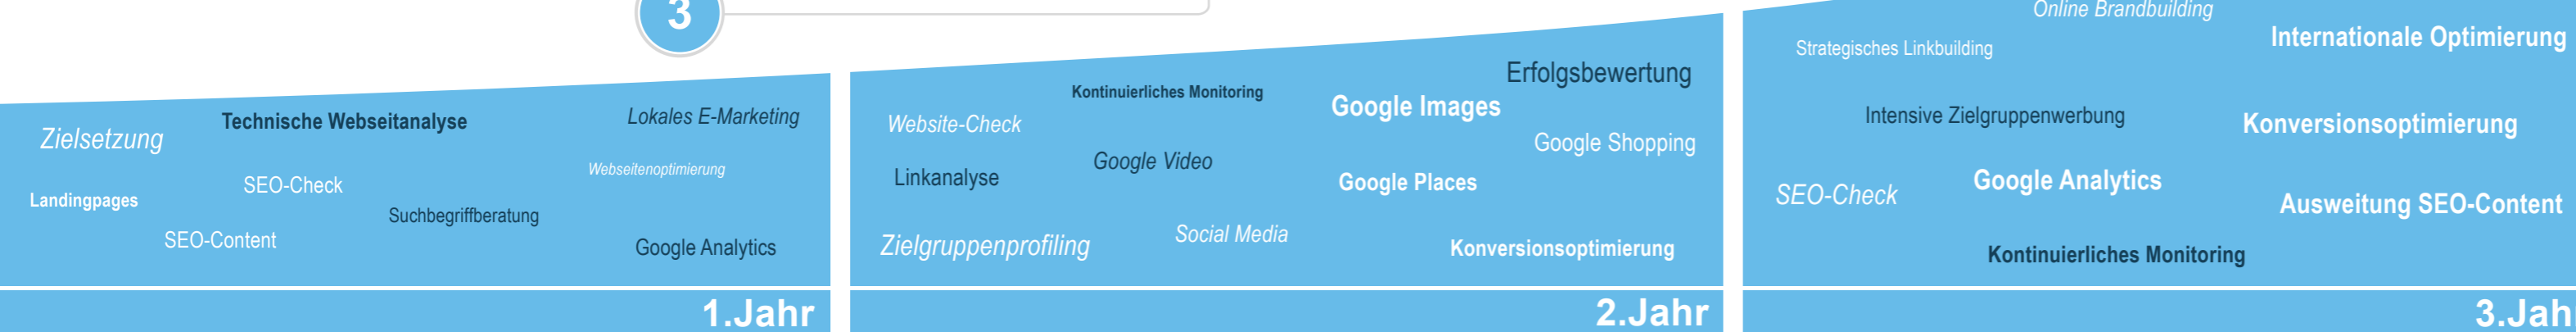 3
Zielsetzung
Technische Webseitanalyse
Lokales E-Marketing
Webseitenoptimierung
SEO-Check
Landingpages
Suchbegriffberatung
SEO-Content
Google Analytics
1.Jahr
Erfolgsbewertung
Kontinuierliches Monitoring
Google Images
Website-Check
Google Shopping
Google Video
Linkanalyse
Google Places
Social Media
Zielgruppenprofiling
Konversionsoptimierung
2.Jahr
Online Brandbuilding
Internationale Optimierung
Strategisches Linkbuilding
Intensive Zielgruppenwerbung
Konversionsoptimierung
Google Analytics
SEO-Check
Ausweitung SEO-Content
Kontinuierliches Monitoring
3.Jah